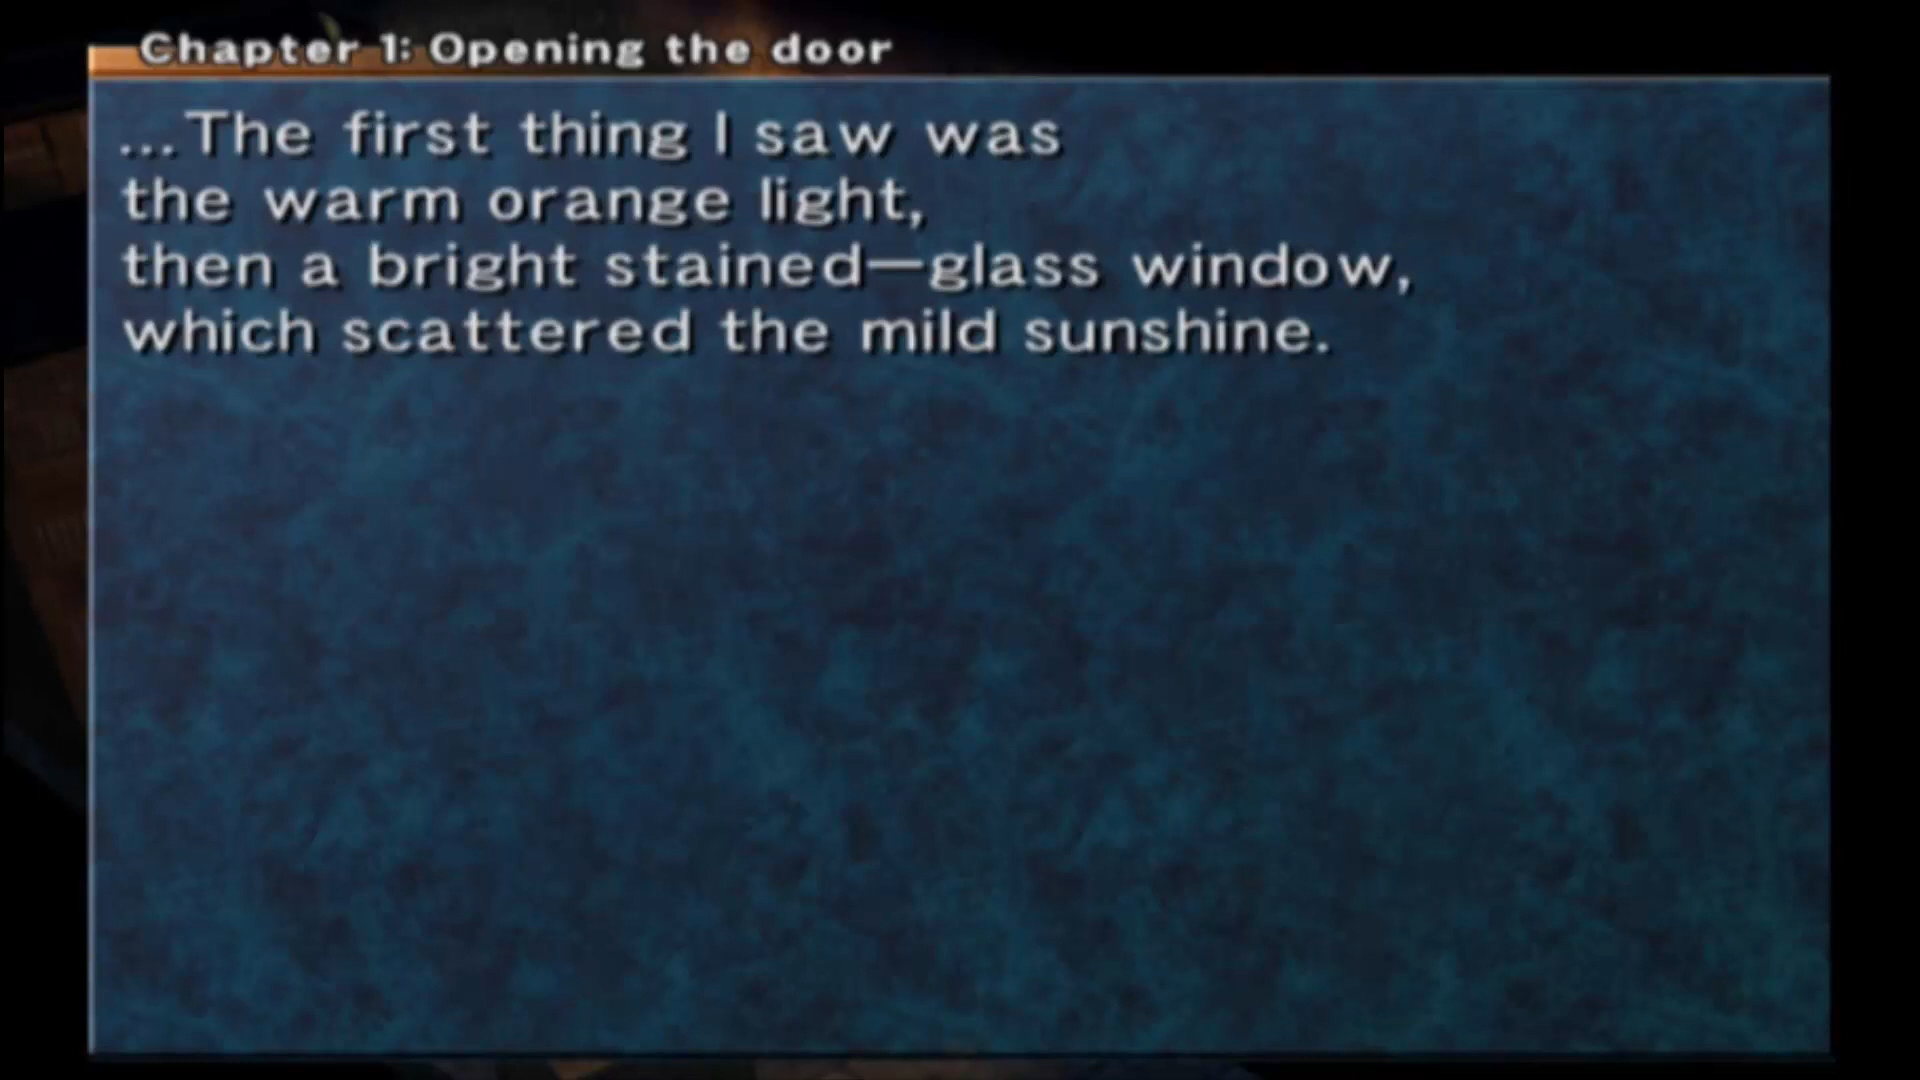 Chapter 1: Opening the door
...The first thing I saw was
the warm orange light,
then a bright stained—glass window,
which scattered the mild sunshine.